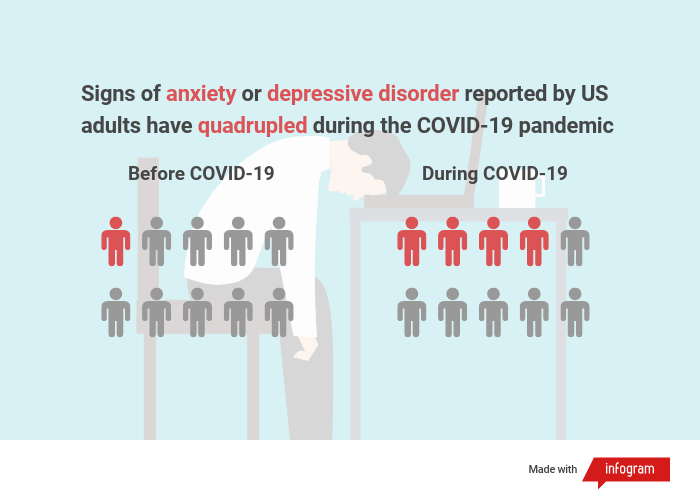 Signs of anxiety or depressive disorder reported by US
adults have quadrupled during the COVID-19 pandemic
Before COVID-19
During COVID-19
Made with
infogram